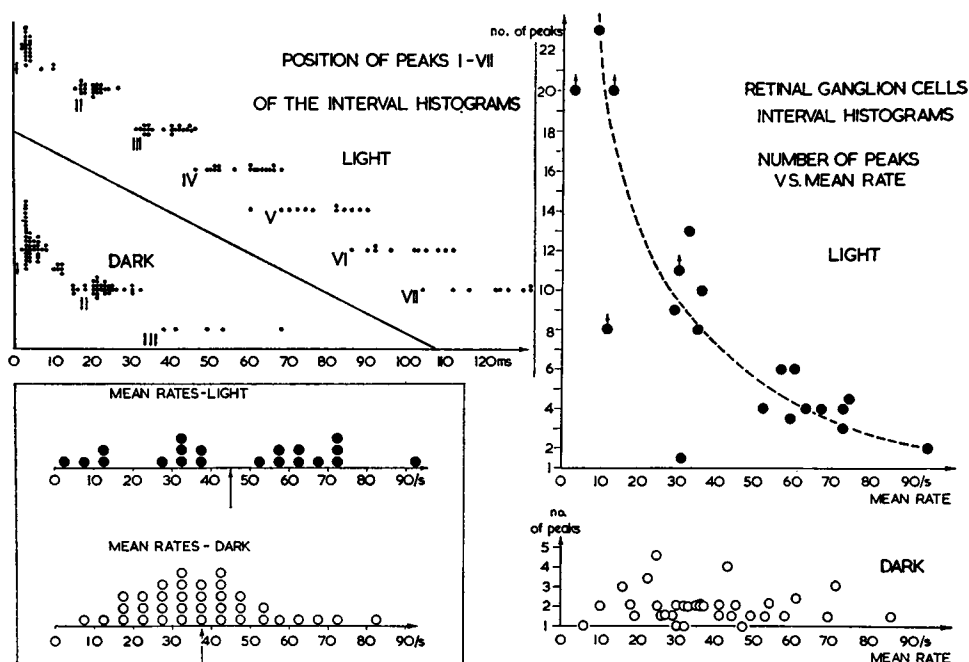 POSITION OF PEAKS I-VII
OF THE INTERVAL HISTOGRAMS
LIGHT
I
II
III
IV
V
VI
VII
DARK
I
II
III
0 10 20 30 40 50 60 70 80 90 100 110 120ms
MEAN RATES-LIGHT
0 10 20 30 40 50 60 70 80 90/s
MEAN RATES - DARK
0 10 20 30 40 50 60 70 80 90/s
no. of peaks
22
20
18
16
14
12
10
8
6
4
2
1
RETINAL GANGLION CELLS
INTERVAL HISTOGRAMS
NUMBER OF PEAKS
VS. MEAN RATE
LIGHT
0 10 20 30 40 50 60 70 80 90/s
MEAN RATE
no.
of peaks
5
4
3
2
1
DARK
0 10 20 30 40 50 60 70 80 90/s
MEAN RATE